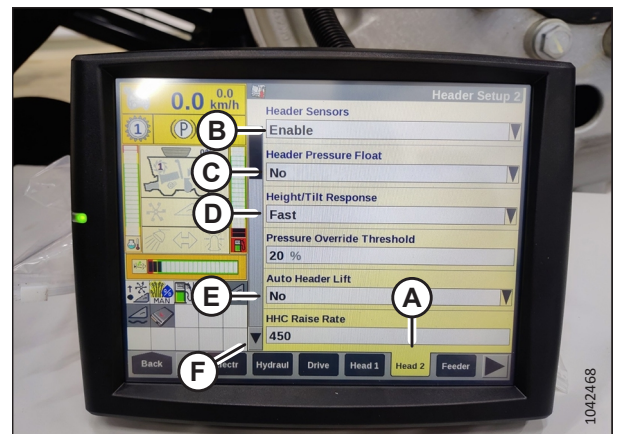 0.0 0.0 km/h
Header Setup 2
Header Sensors
B
Enable
1 (P)
Header Pressure Float
C
No
1
Height/Tilt Response
D
Fast
Pressure Override Threshold
20 %
Auto Header Lift
E
No
A
MAN
HHC Raise Rate
450
F
Back
ectr Hydraul Drive Head 1 Head 2 Feeder
1042468